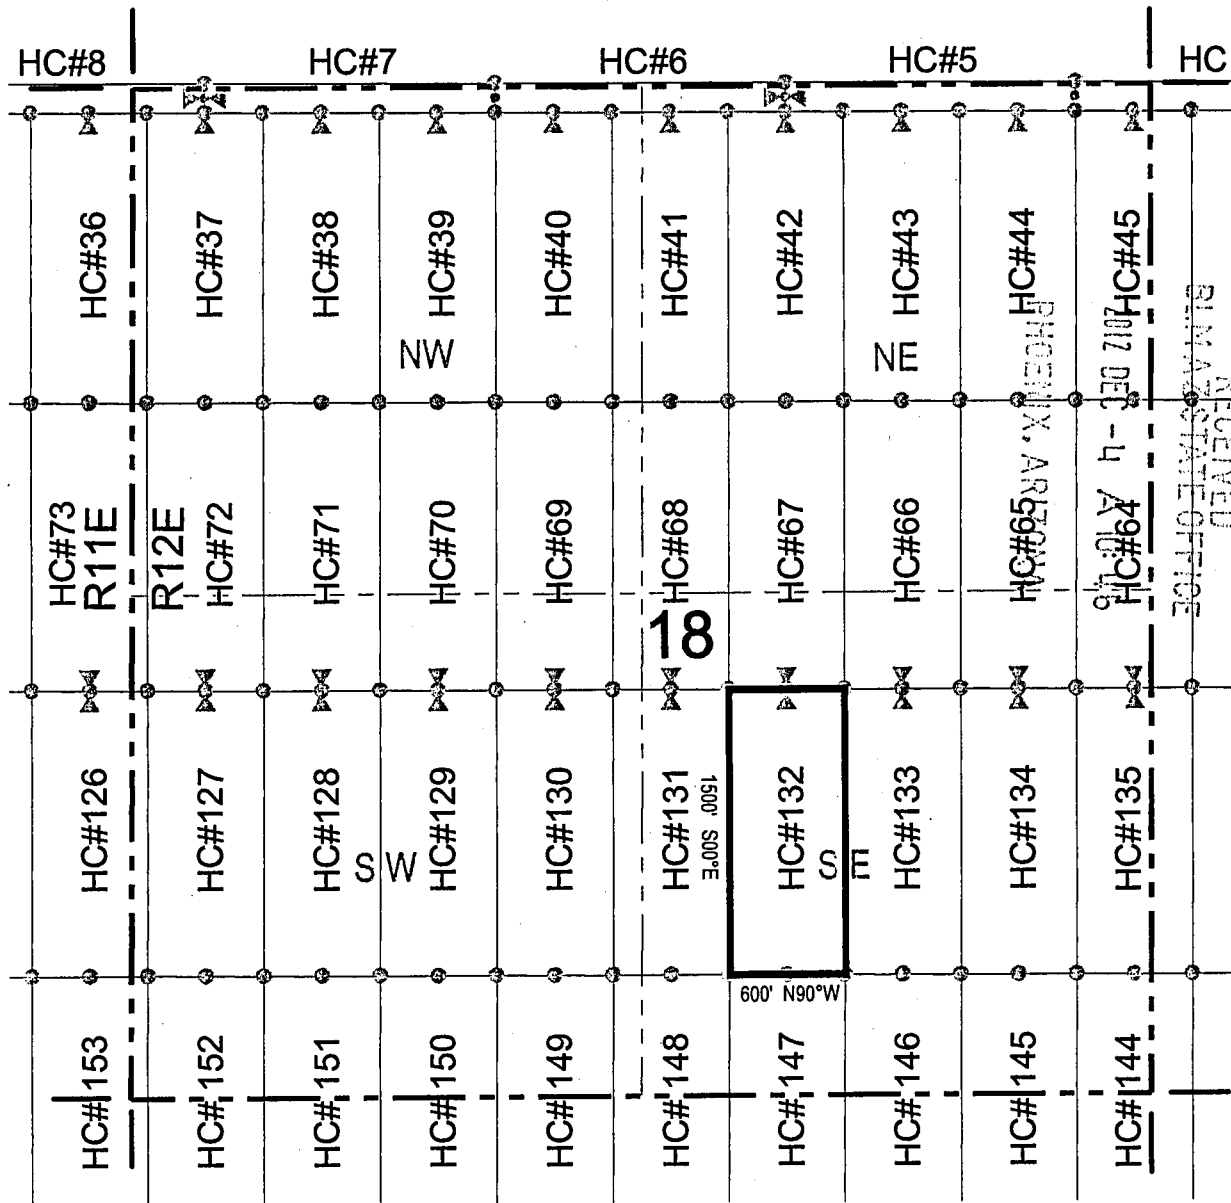 HC#8 HC#7 HC#6 HC#5 HC
HC#36 HC#37 HC#38 HC#39 HC#40 HC#41 HC#42 HC#43 HC#44 HC#45
NW NE
RECEIVED
BLM AZ STATE OFFICE
2012 DEC -4 A 10: 16
PHOENIX, ARIZONA
HC#73 HC#72 HC#71 HC#70 HC#69 HC#68 HC#67 HC#66 HC#65 HC#64
R11E R12E
18
HC#126 HC#127 HC#128 HC#129 HC#130 HC#131 HC#132 HC#133 HC#134 HC#135
1500' S00°E
SW SE
600' N90°W
HC#153 HC#152 HC#151 HC#150 HC#149 HC#148 HC#147 HC#146 HC#145 HC#144